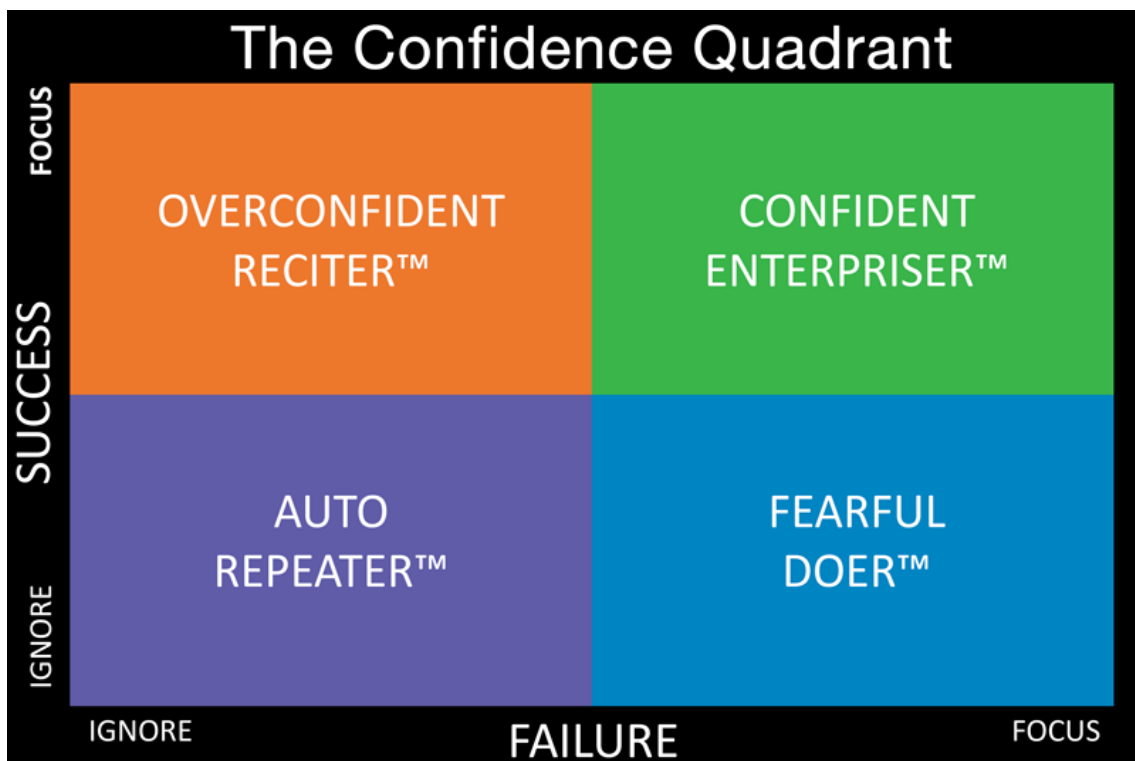 The Confidence Quadrant
FOCUS
OVERCONFIDENT
RECITER™
CONFIDENT
ENTERPRISER™
SUCCESS
AUTO
REPEATER™
FEARFUL
DOER™
IGNORE
IGNORE
FAILURE
FOCUS